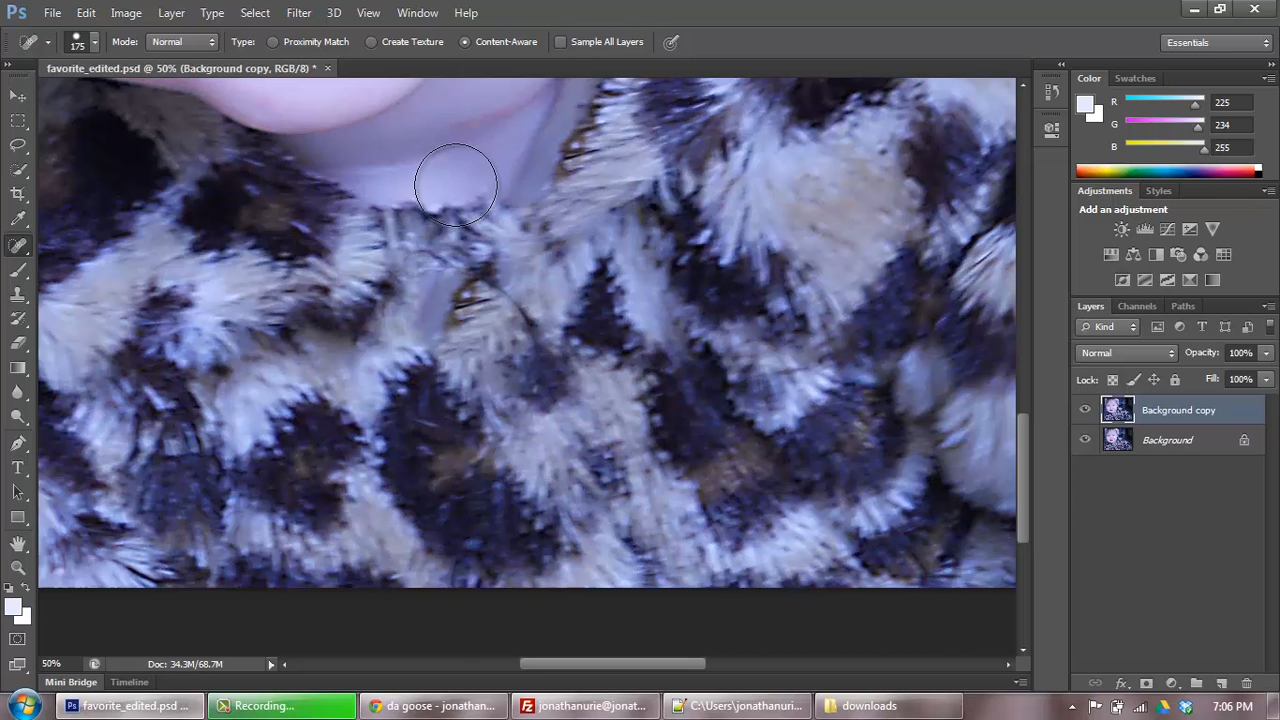 Ps File Edit Image Layer Type Select Filter 3D View Window Help
175 Mode: Normal Type: Proximity Match Create Texture Content-Aware Sample All Layers Essentials
favorite_edited.psd @ 50% (Background copy, RGB/8) * ×
Color Swatches
R 225
G 234
B 255
Adjustments Styles
Add an adjustment
Layers Channels Paths
Kind
Normal Opacity: 100%
Lock: Fill: 100%
Background copy
Background
50% Doc: 34.3M/68.7M
Mini Bridge Timeline
Ps favorite_edited.psd ... Recording... da goose - jonathan... jonathanurie@jonat... C:\Users\jonathanuri... downloads 7:06 PM